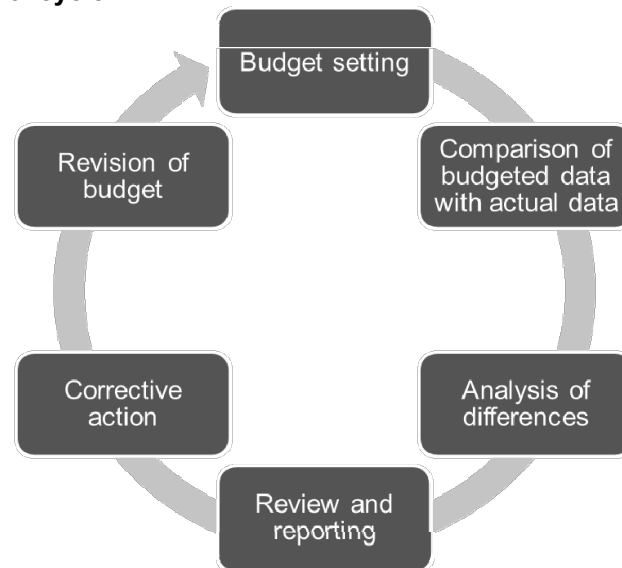 Budget setting
Comparison of
budgeted data
with actual data
Analysis of
differences
Review and
reporting
Corrective
action
Revision of
budget